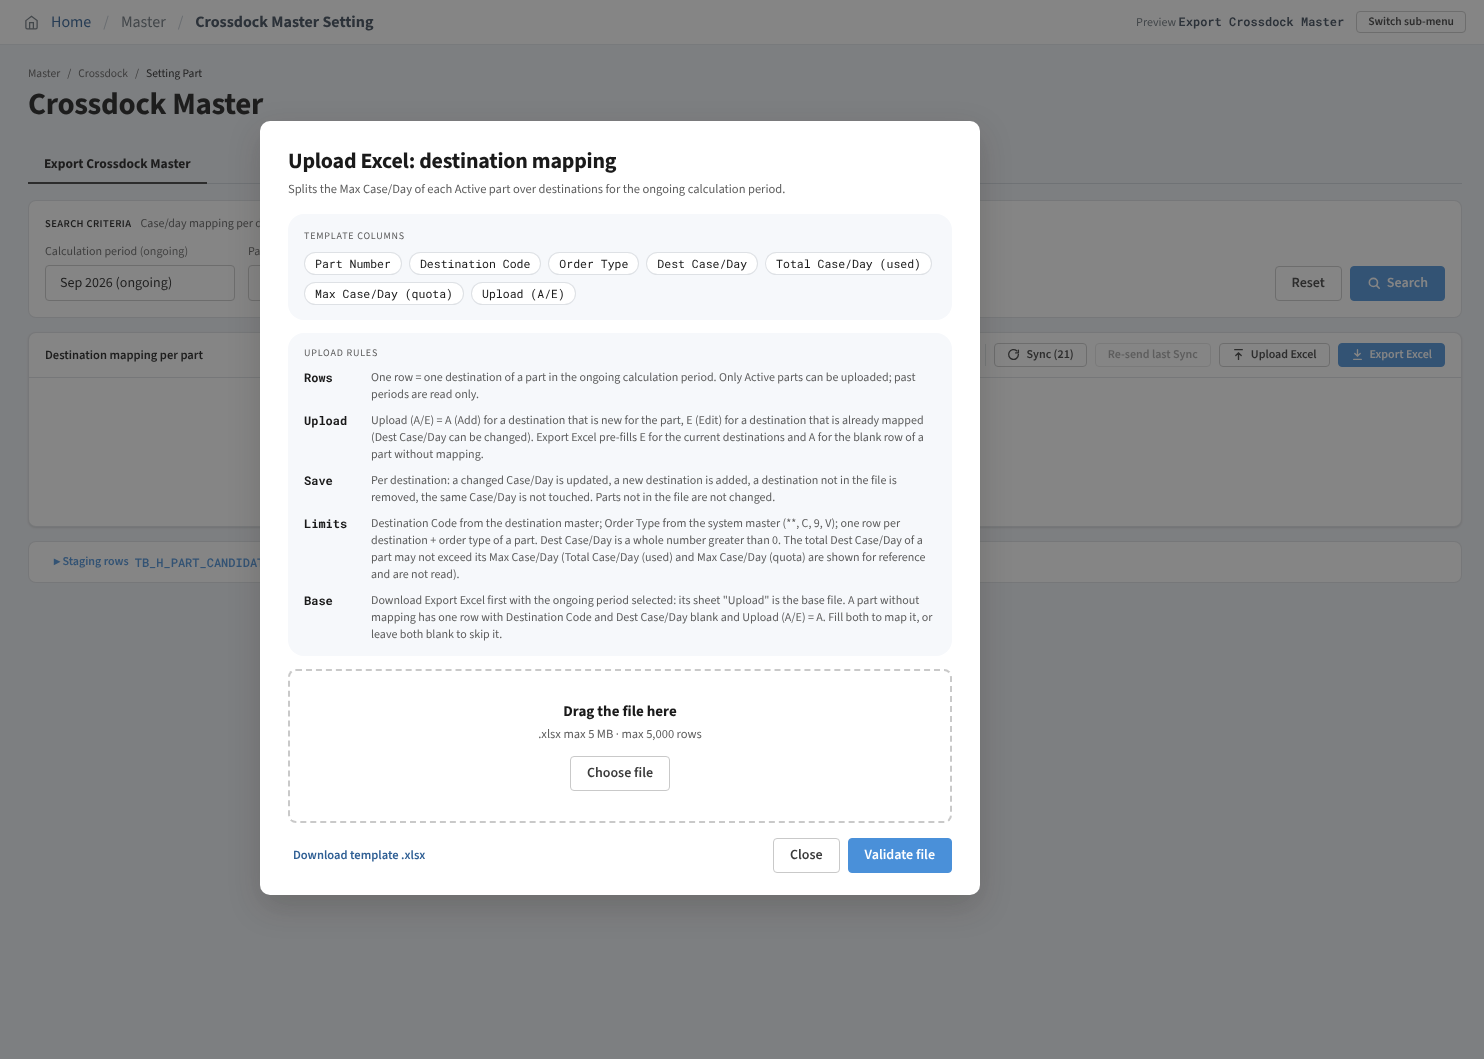 Home / Master / Crossdock Master Setting
Preview Export Crossdock Master
Switch sub-menu
Master / Crossdock / Setting Part
Crossdock Master
Export Crossdock Master
SEARCH CRITERIA Case/day mapping per
Calculation period (ongoing)
Sep 2026 (ongoing)
Reset
Search
Destination mapping per part
Sync (21)
Re-send last Sync
Upload Excel
Export Excel
▸ Staging rows TB_H_PART_CANDIDAT
Upload Excel: destination mapping
Splits the Max Case/Day of each Active part over destinations for the ongoing calculation period.
TEMPLATE COLUMNS
Part Number
Destination Code
Order Type
Dest Case/Day
Total Case/Day (used)
Max Case/Day (quota)
Upload (A/E)
UPLOAD RULES
Rows
One row = one destination of a part in the ongoing calculation period. Only Active parts can be uploaded; past
periods are read only.
Upload
Upload (A/E) = A (Add) for a destination that is new for the part, E (Edit) for a destination that is already mapped
(Dest Case/Day can be changed). Export Excel pre-fills E for the current destinations and A for the blank row of a
part without mapping.
Save
Per destination: a changed Case/Day is updated, a new destination is added, a destination not in the file is
removed, the same Case/Day is not touched. Parts not in the file are not changed.
Limits
Destination Code from the destination master; Order Type from the system master (**, C, 9, V); one row per
destination + order type of a part. Dest Case/Day is a whole number greater than 0. The total Dest Case/Day of a
part may not exceed its Max Case/Day (Total Case/Day (used) and Max Case/Day (quota) are shown for reference
and are not read).
Base
Download Export Excel first with the ongoing period selected: its sheet "Upload" is the base file. A part without
mapping has one row with Destination Code and Dest Case/Day blank and Upload (A/E) = A. Fill both to map it, or
leave both blank to skip it.
Drag the file here
.xlsx max 5 MB · max 5,000 rows
Choose file
Download template .xlsx
Close
Validate file